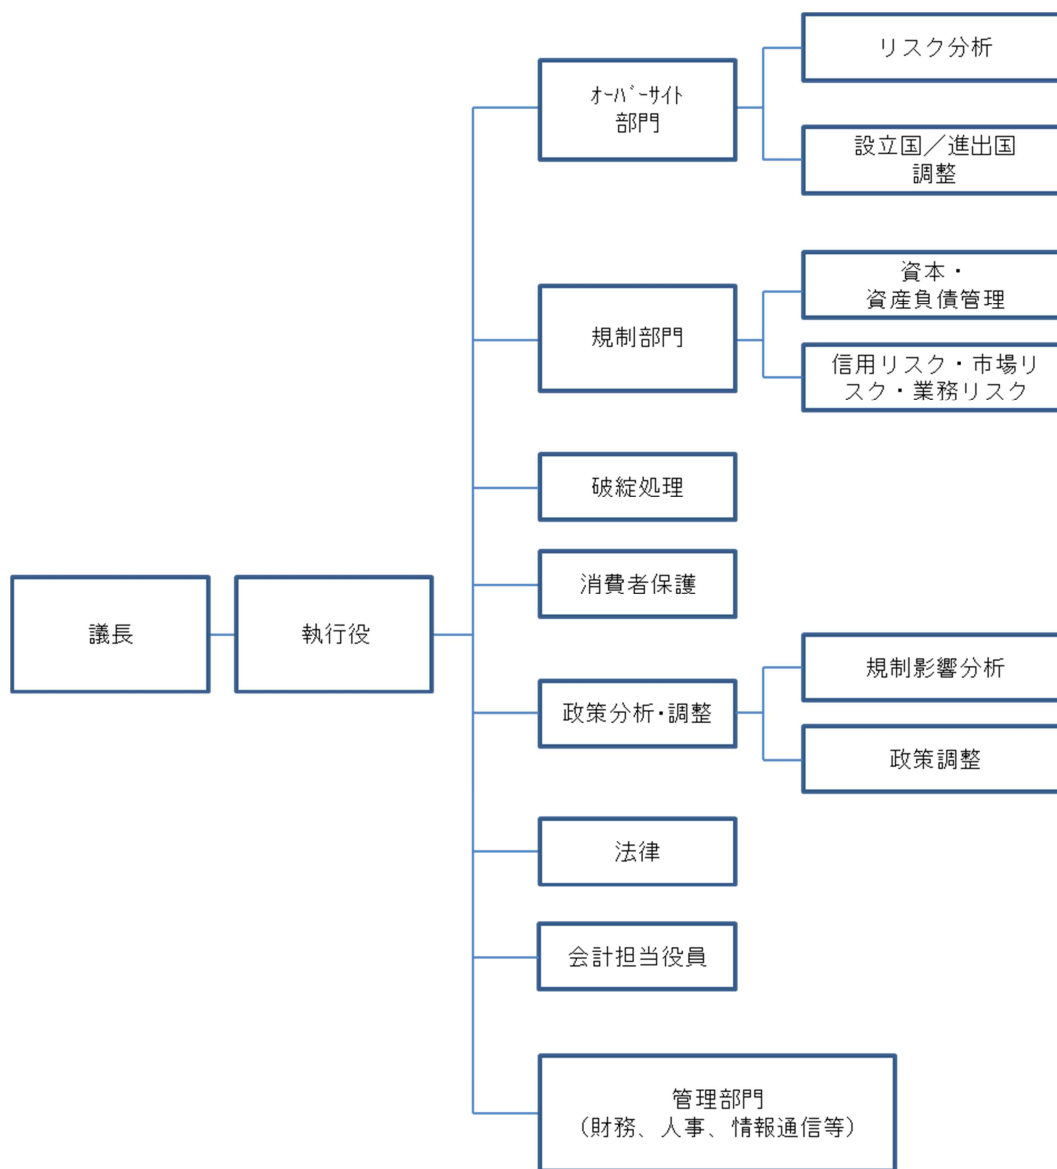 議長
執行役
ｵｰﾊﾞｰｻｲﾄ
部門
リスク分析
設立国／進出国
調整
規制部門
資本・
資産負債管理
信用リスク・市場リ
スク・業務リスク
破綻処理
消費者保護
政策分析・調整
規制影響分析
政策調整
法律
会計担当役員
管理部門
（財務、人事、情報通信等）